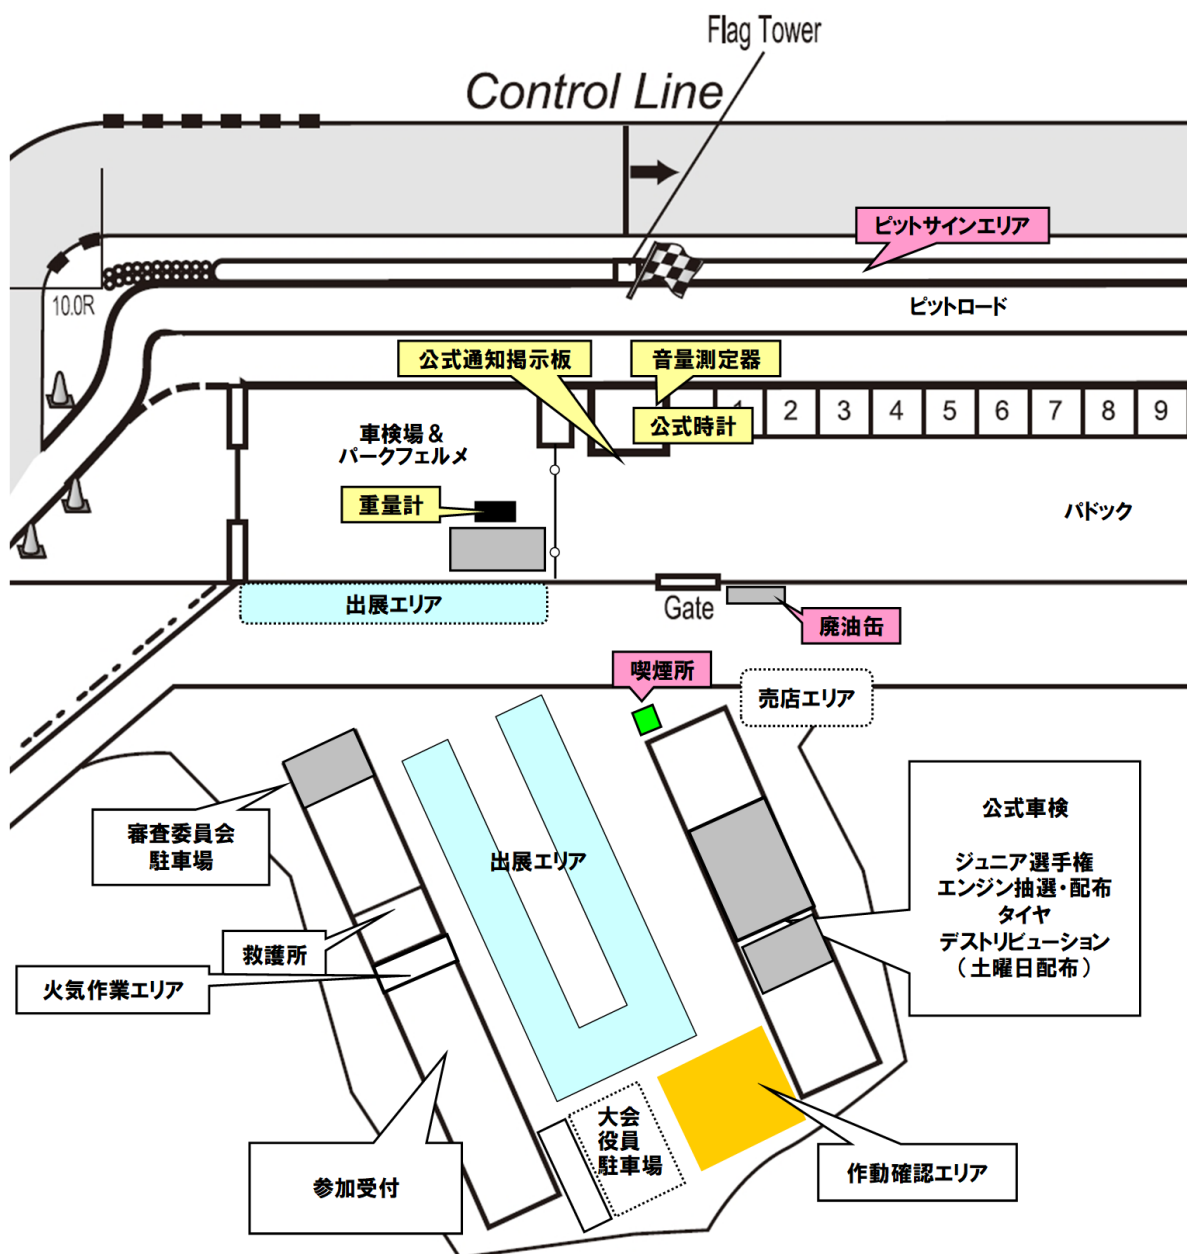 Flag Tower
Control Line
ピットサインエリア
10.0R
ピットロード
公式通知掲示板
音量測定器
公式時計
1
2
3
4
5
6
7
8
9
車検場&
パークフェルメ
重量計
パドック
出展エリア
Gate
廃油缶
喫煙所
売店エリア
審査委員会
駐車場
出展エリア
公式車検
ジュニア選手権
エンジン抽選・配布
タイヤ
デストリビューション
(土曜日配布)
救護所
火気作業エリア
大会
役員
駐車場
参加受付
作動確認エリア